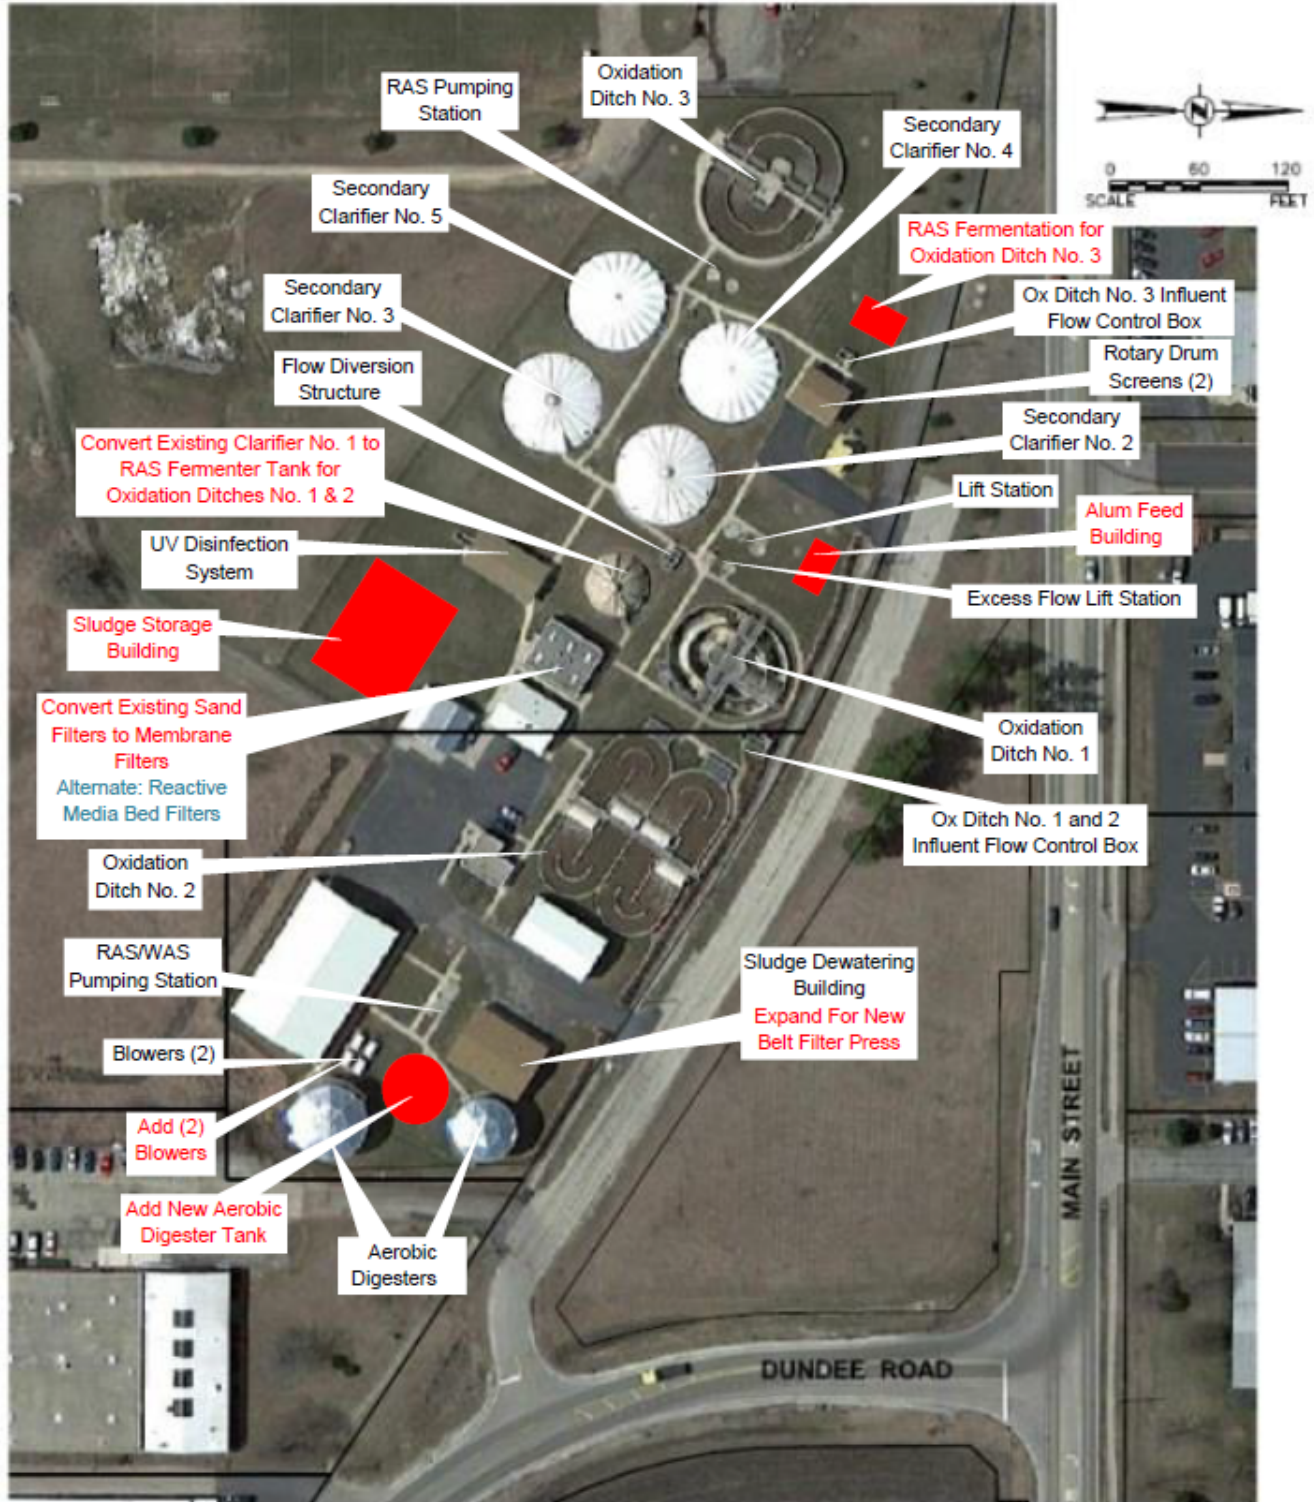 Oxidation
Ditch No. 3
RAS Pumping
Station
Secondary
Clarifier No. 4
N
0 60 120
SCALE FEET
Secondary
Clarifier No. 5
RAS Fermentation for
Oxidation Ditch No. 3
Secondary
Clarifier No. 3
Ox Ditch No. 3 Influent
Flow Control Box
Flow Diversion
Structure
Rotary Drum
Screens (2)
Convert Existing Clarifier No. 1 to
RAS Fermenter Tank for
Oxidation Ditches No. 1 & 2
Secondary
Clarifier No. 2
Lift Station
Alum Feed
Building
UV Disinfection
System
Excess Flow Lift Station
Sludge Storage
Building
Convert Existing Sand
Filters to Membrane
Filters
Alternate: Reactive
Media Bed Filters
Oxidation
Ditch No. 1
Ox Ditch No. 1 and 2
Influent Flow Control Box
Oxidation
Ditch No. 2
RAS/WAS
Pumping Station
Sludge Dewatering
Building
Expand For New
Belt Filter Press
Blowers (2)
Add (2)
Blowers
Add New Aerobic
Digester Tank
Aerobic
Digesters
MAIN STREET
DUNDEE ROAD